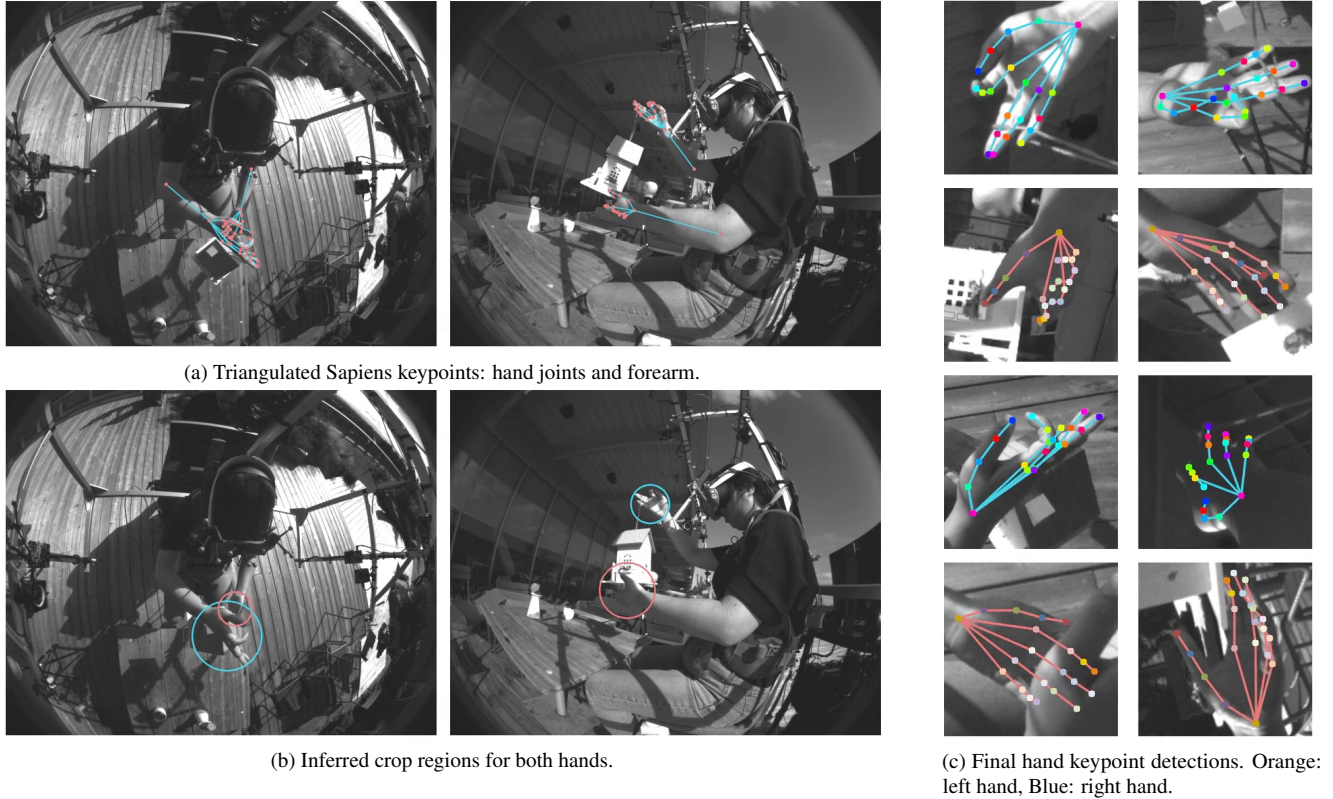 (a) Triangulated Sapiens keypoints: hand joints and forearm.
(b) Inferred crop regions for both hands.
(c) Final hand keypoint detections. Orange:
left hand, Blue: right hand.